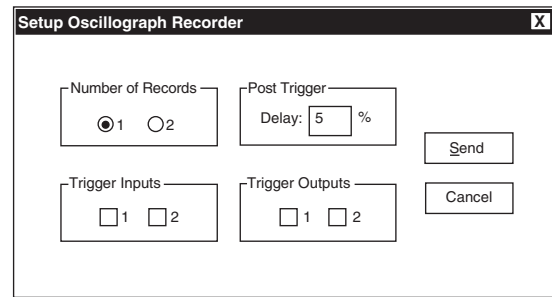 Setup Oscillograph Recorder X
Number of Records
1 2
Post Trigger
Delay: 5 %
Send
Trigger Inputs
1 2
Trigger Outputs
1 2
Cancel